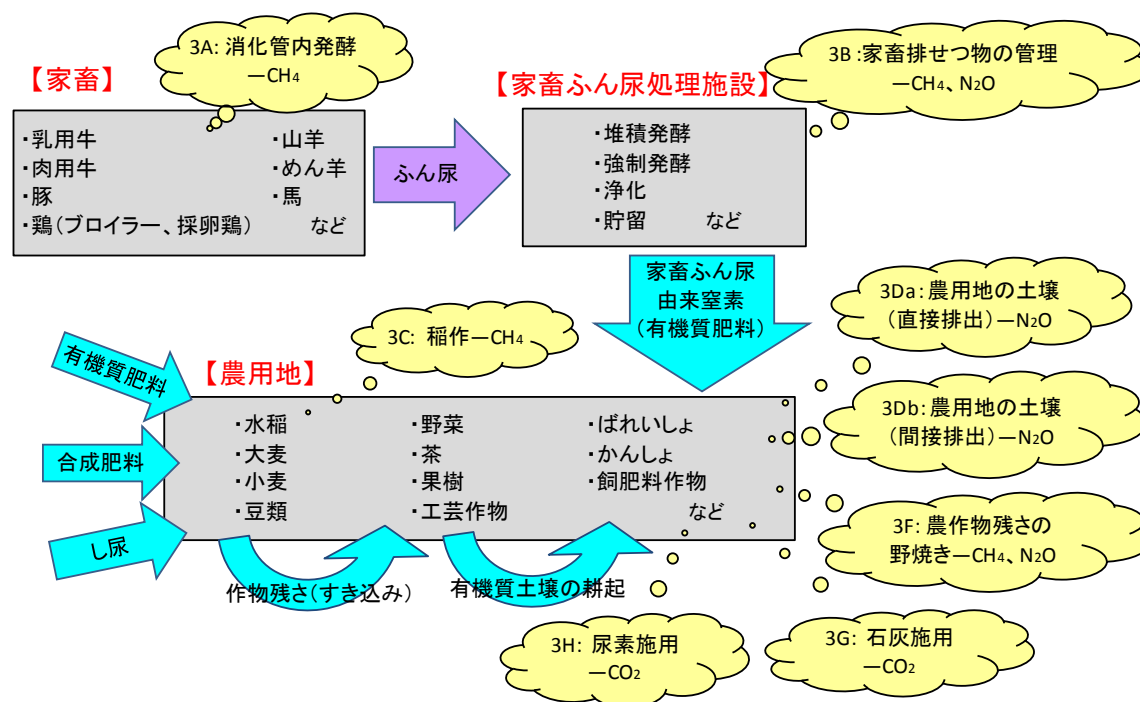 3A: 消化管内発酵
―CH4
【家畜】
・乳用牛
・肉用牛
・豚
・鶏(ブロイラー、採卵鶏)
・山羊
・めん羊
・馬
など
ふん尿
【家畜ふん尿処理施設】
3B :家畜排せつ物の管理
―CH4、N2O
・堆積発酵
・強制発酵
・浄化
・貯留 など
家畜ふん尿
由来窒素
(有機質肥料)
3Da: 農用地の土壌
(直接排出)―N2O
3C: 稲作―CH4
有機質肥料
合成肥料
し尿
【農用地】
・水稲
・大麦
・小麦
・豆類
・野菜
・茶
・果樹
・工芸作物
・ばれいしょ
・かんしょ
・飼肥料作物
など
3Db: 農用地の土壌
(間接排出)―N2O
3F: 農作物残さの
野焼き―CH4、N2O
作物残さ(すき込み)
有機質土壌の耕起
3H: 尿素施用
―CO2
3G: 石灰施用
―CO2